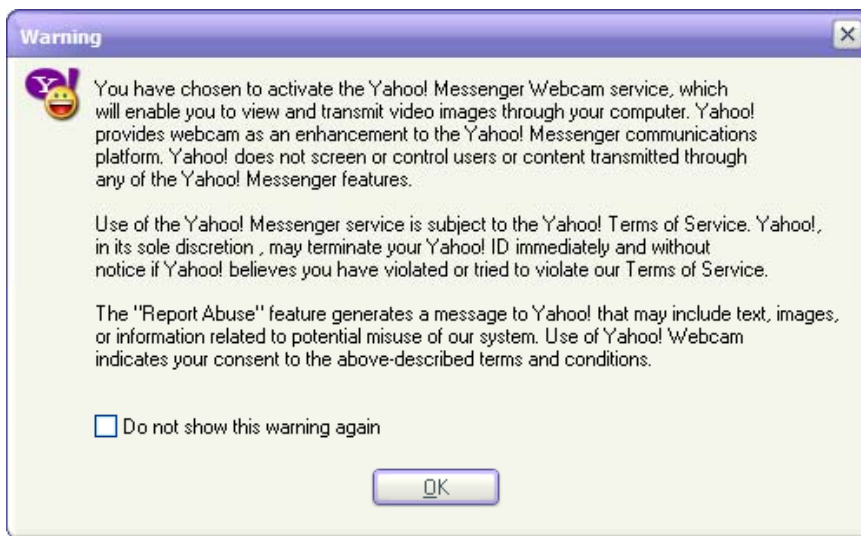 Warning
You have chosen to activate the Yahoo! Messenger Webcam service, which
will enable you to view and transmit video images through your computer. Yahoo!
provides webcam as an enhancement to the Yahoo! Messenger communications
platform. Yahoo! does not screen or control users or content transmitted through
any of the Yahoo! Messenger features.
Use of the Yahoo! Messenger service is subject to the Yahoo! Terms of Service. Yahoo!,
in its sole discretion , may terminate your Yahoo! ID immediately and without
notice if Yahoo! believes you have violated or tried to violate our Terms of Service.
The "Report Abuse" feature generates a message to Yahoo! that may include text, images,
or information related to potential misuse of our system. Use of Yahoo! Webcam
indicates your consent to the above-described terms and conditions.
Do not show this warning again
OK